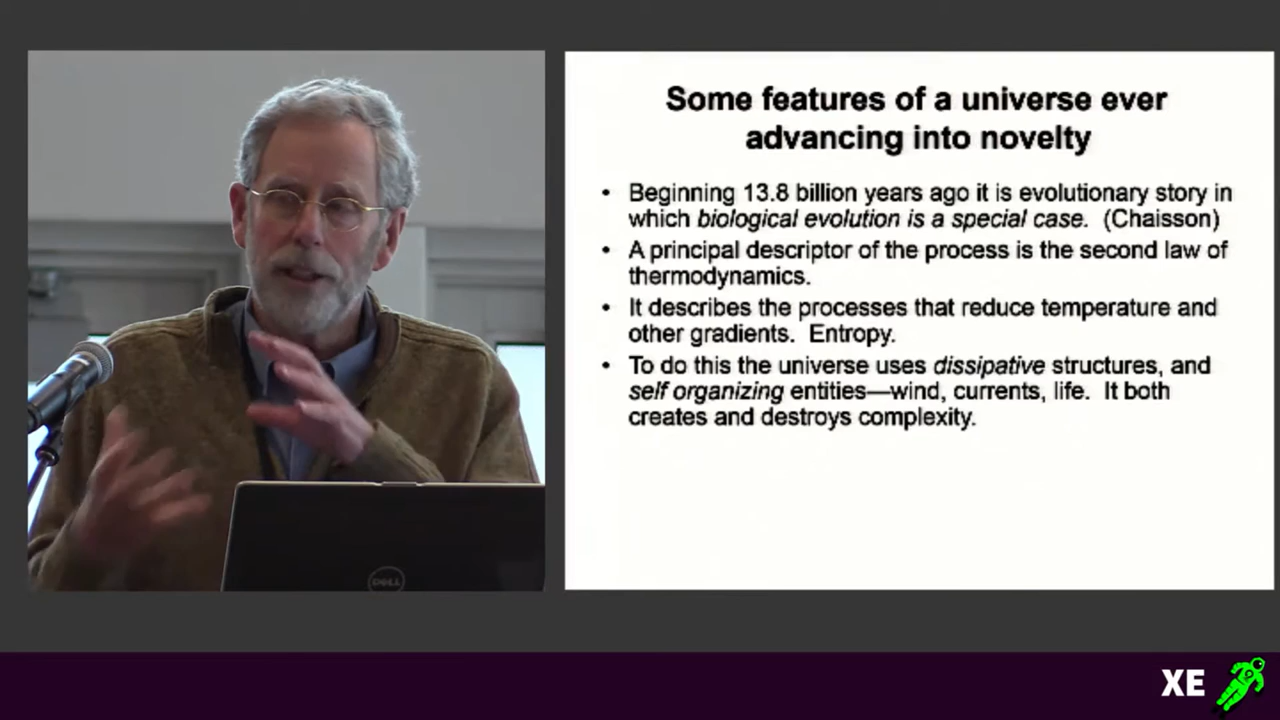 Some features of a universe ever
advancing into novelty
• Beginning 13.8 billion years ago it is evolutionary story in
which biological evolution is a special case. (Chaisson)
• A principal descriptor of the process is the second law of
thermodynamics.
• It describes the processes that reduce temperature and
other gradients. Entropy.
• To do this the universe uses dissipative structures, and
self organizing entities—wind, currents, life. It both
creates and destroys complexity.
DELL
XE